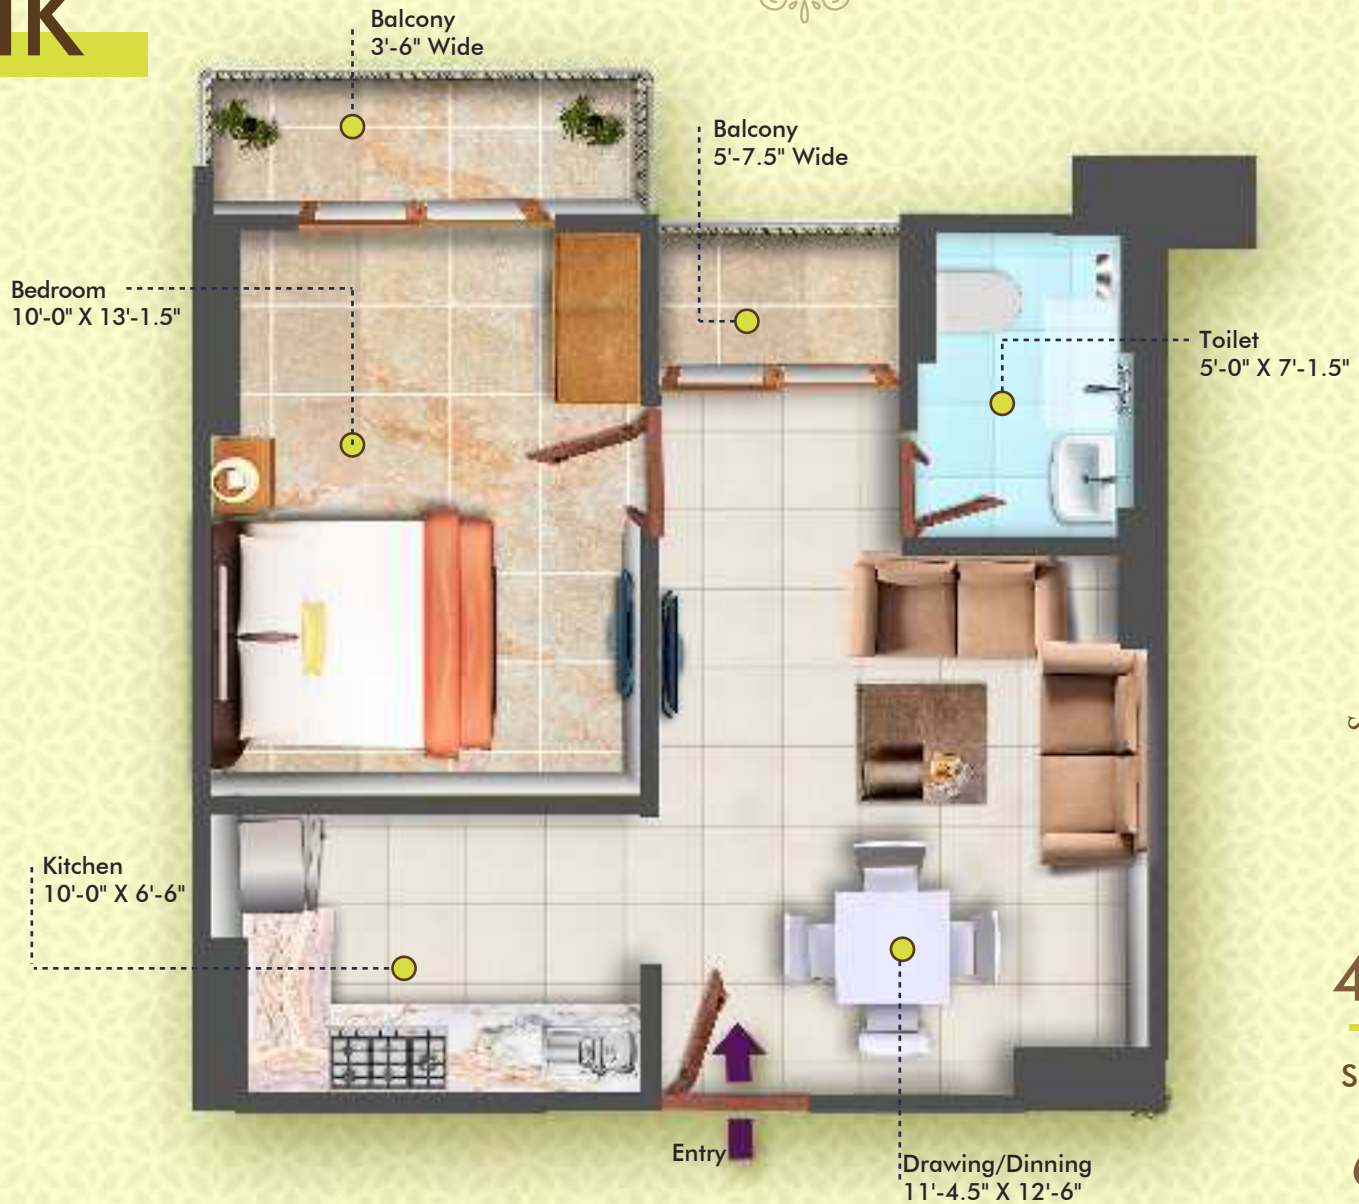 Balcony
3'-6" Wide
Balcony
5'-7.5" Wide
Bedroom
10'-0" X 13'-1.5"
Toilet
5'-0" X 7'-1.5"
Kitchen
10'-0" X 6'-6"
Entry
Drawing/Dinning
11'-4.5" X 12'-6"